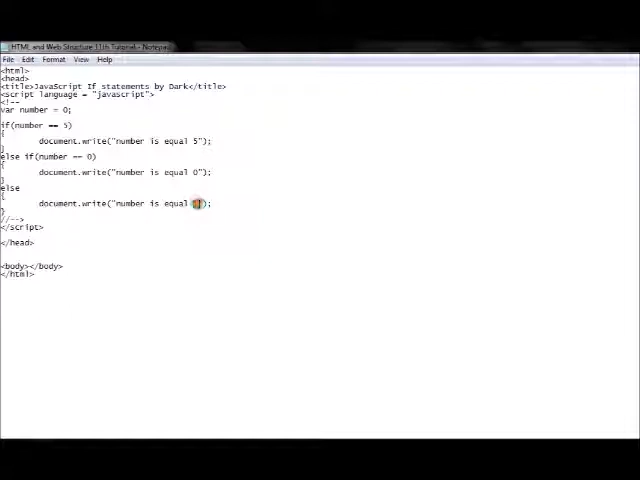 HTML and Web Structure 11th Tutorial - Notepad
File Edit Format View Help
<html>
<head>
<title>JavaScript If statements by Dark</title>
<script language = "javascript">
<!--
var number = 0;
if(number == 5)
{
document.write("number is equal 5");
}
else if(number == 0)
{
document.write("number is equal 0");
}
else
{
document.write("number is equal ");
}
//-->
</script>
</head>
<body></body>
</html>